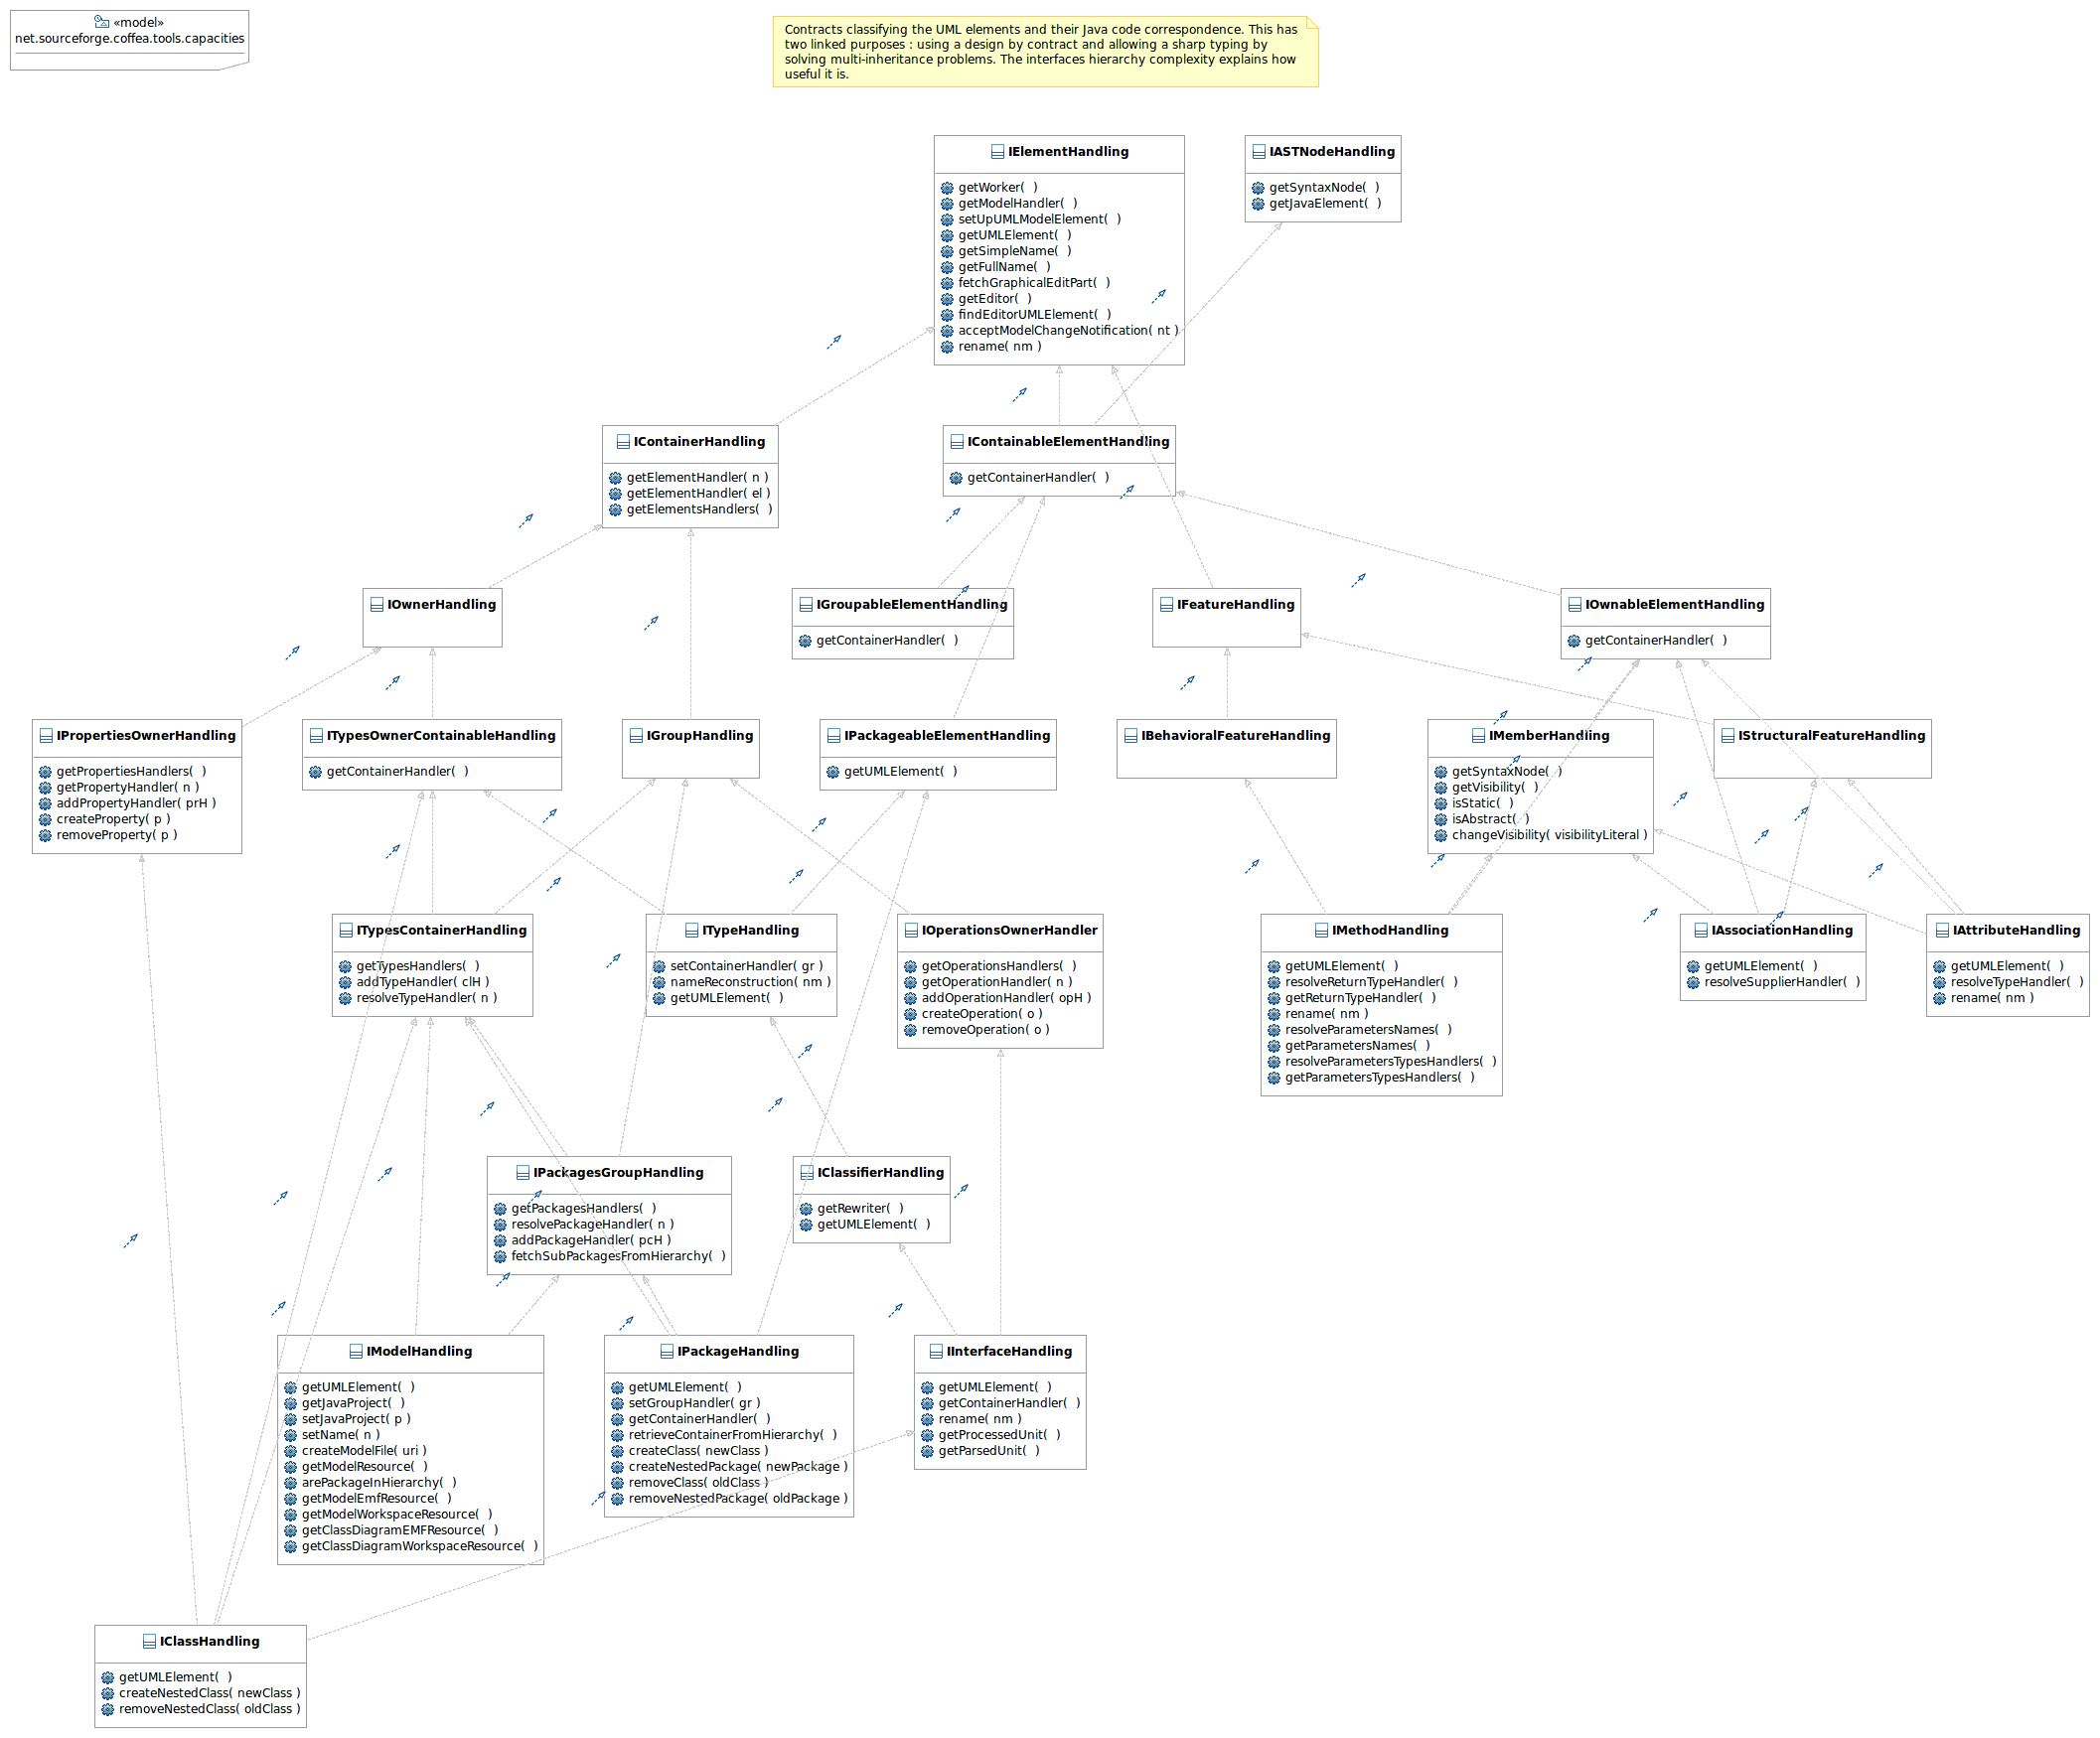 «model»
net.sourceforge.coffea.tools.capacities
Contracts classifying the UML elements and their Java code correspondence. This has
two linked purposes : using a design by contract and allowing a sharp typing by
solving multi-inheritance problems. The interfaces hierarchy complexity explains how
useful it is.
IElementHandling
getWorker(  )
getModelHandler(  )
setUpUMLModelElement(  )
getUMLElement(  )
getSimpleName(  )
getFullName(  )
fetchGraphicalEditPart(  )
getEditor(  )
findEditorUMLElement(  )
acceptModelChangeNotification( nt )
rename( nm )
IASTNodeHandling
getSyntaxNode(  )
getJavaElement(  )
IContainerHandling
getElementHandler( n )
getElementHandler( el )
getElementsHandlers(  )
IContainableElementHandling
getContainerHandler(  )
IOwnerHandling
IGroupableElementHandling
getContainerHandler(  )
IFeatureHandling
IOwnableElementHandling
getContainerHandler(  )
IPropertiesOwnerHandling
getPropertiesHandlers(  )
getPropertyHandler( n )
addPropertyHandler( prH )
createProperty( p )
removeProperty( p )
ITypesOwnerContainableHandling
getContainerHandler(  )
IGroupHandling
IPackageableElementHandling
getUMLElement(  )
IBehavioralFeatureHandling
IMemberHandling
getSyntaxNode(  )
getVisibility(  )
isStatic(  )
isAbstract(  )
changeVisibility( visibilityLiteral )
IStructuralFeatureHandling
ITypesContainerHandling
getTypesHandlers(  )
addTypeHandler( clH )
resolveTypeHandler( n )
ITypeHandling
setContainerHandler( gr )
nameReconstruction( nm )
getUMLElement(  )
IOperationsOwnerHandler
getOperationsHandlers(  )
getOperationHandler( n )
addOperationHandler( opH )
createOperation( o )
removeOperation( o )
IMethodHandling
getUMLElement(  )
resolveReturnTypeHandler(  )
getReturnTypeHandler(  )
rename( nm )
resolveParametersNames(  )
getParametersNames(  )
resolveParametersTypesHandlers(  )
getParametersTypesHandlers(  )
IAssociationHandling
getUMLElement(  )
resolveSupplierHandler(  )
IAttributeHandling
getUMLElement(  )
resolveTypeHandler(  )
rename( nm )
IPackagesGroupHandling
getPackagesHandlers(  )
resolvePackageHandler( n )
addPackageHandler( pcH )
fetchSubPackagesFromHierarchy(  )
IClassifierHandling
getRewriter(  )
getUMLElement(  )
IModelHandling
getUMLElement(  )
getJavaProject(  )
setJavaProject( p )
setName( n )
createModelFile( uri )
getModelResource(  )
arePackageInHierarchy(  )
getModelEmfResource(  )
getModelWorkspaceResource(  )
getClassDiagramEMFResource(  )
getClassDiagramWorkspaceResource(  )
IPackageHandling
getUMLElement(  )
setGroupHandler( gr )
getContainerHandler(  )
retrieveContainerFromHierarchy(  )
createClass( newClass )
createNestedPackage( newPackage )
removeClass( oldClass )
removeNestedPackage( oldPackage )
IInterfaceHandling
getUMLElement(  )
getContainerHandler(  )
rename( nm )
getProcessedUnit(  )
getParsedUnit(  )
IClassHandling
getUMLElement(  )
createNestedClass( newClass )
removeNestedClass( oldClass )